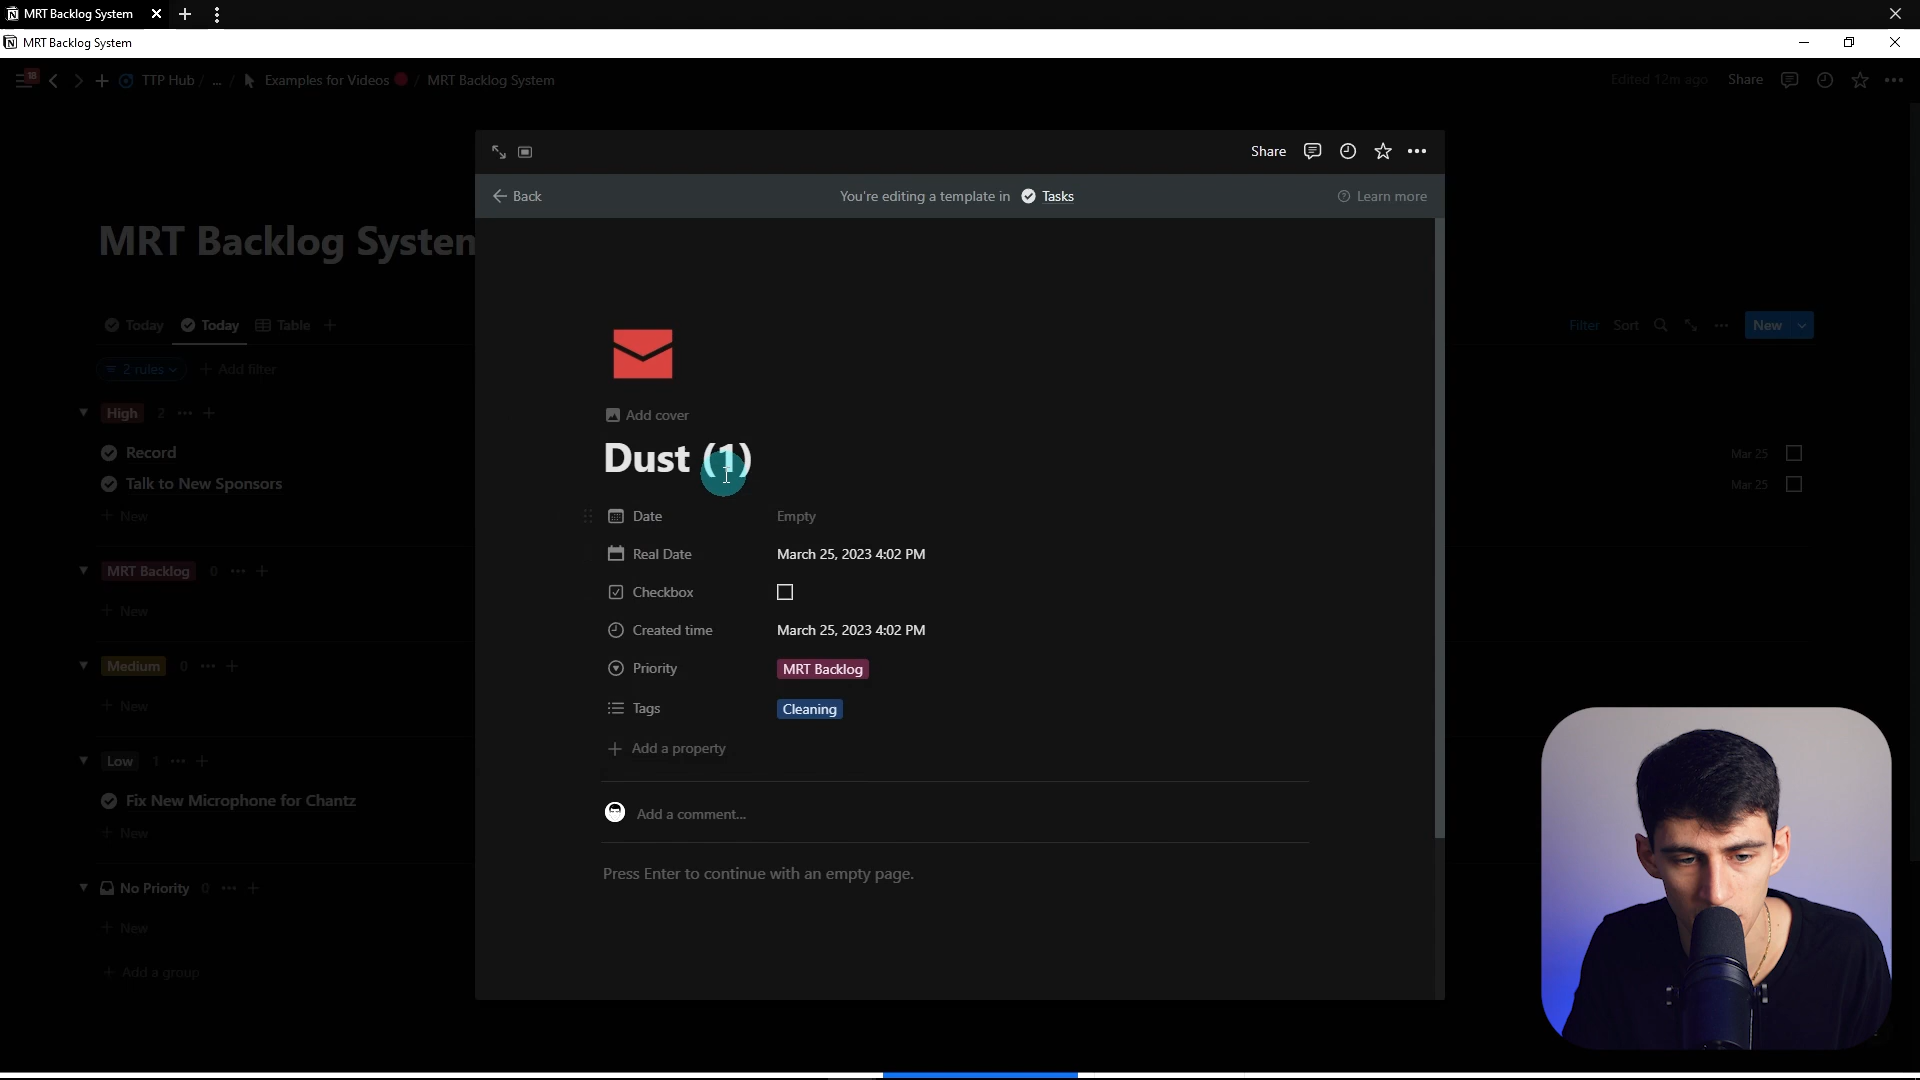 MRT Backlog System
MRT Backlog System
18 TTP Hub / ... / Examples for Videos / MRT Backlog System
Edited 12m ago Share
Share
Back
You're editing a template in Tasks
Learn more
MRT Backlog System
Today Today Table
Filter Sort New
2 rules Add filter
High 2
Record
Mar 25
Talk to New Sponsors
Mar 25
New
MRT Backlog 0
New
Medium 0
New
Low 1
Fix New Microphone for Chantz
New
No Priority 0
New
Add a group
Add cover
Dust (1)
Date Empty
Real Date March 25, 2023 4:02 PM
Checkbox
Created time March 25, 2023 4:02 PM
Priority MRT Backlog
Tags Cleaning
Add a property
Add a comment...
Press Enter to continue with an empty page.